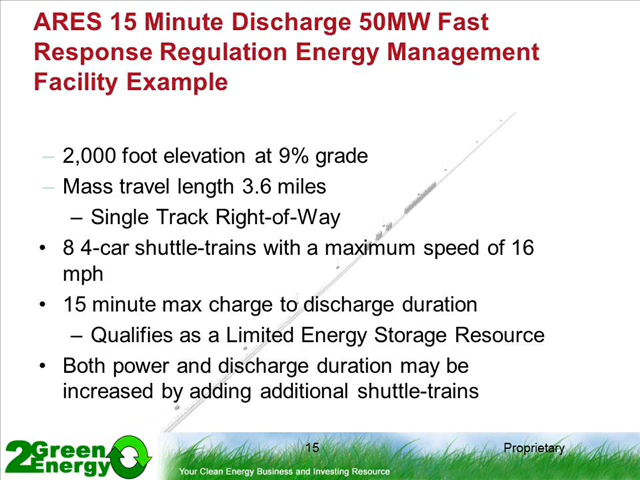 ARES 15 Minute Discharge 50MW Fast
Response Regulation Energy Management
Facility Example
– 2,000 foot elevation at 9% grade
– Mass travel length 3.6 miles
– Single Track Right-of-Way
• 8 4-car shuttle-trains with a maximum speed of 16
mph
• 15 minute max charge to discharge duration
– Qualifies as a Limited Energy Storage Resource
• Both power and discharge duration may be
increased by adding additional shuttle-trains
2Green
Energy
15
Proprietary
Your Clean Energy Business and Investing Resource